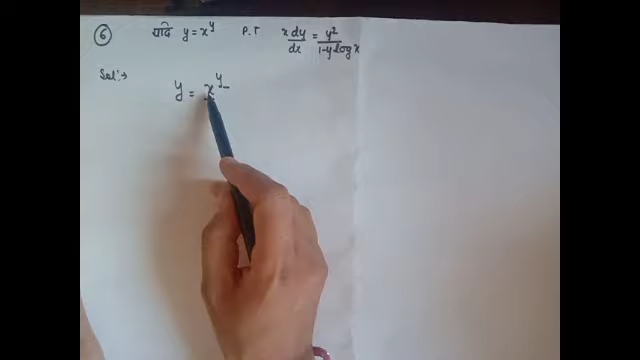 6 यदि y = x^y P.T x dy/dx = y²/1-y log x
Sol:→
y = x^y